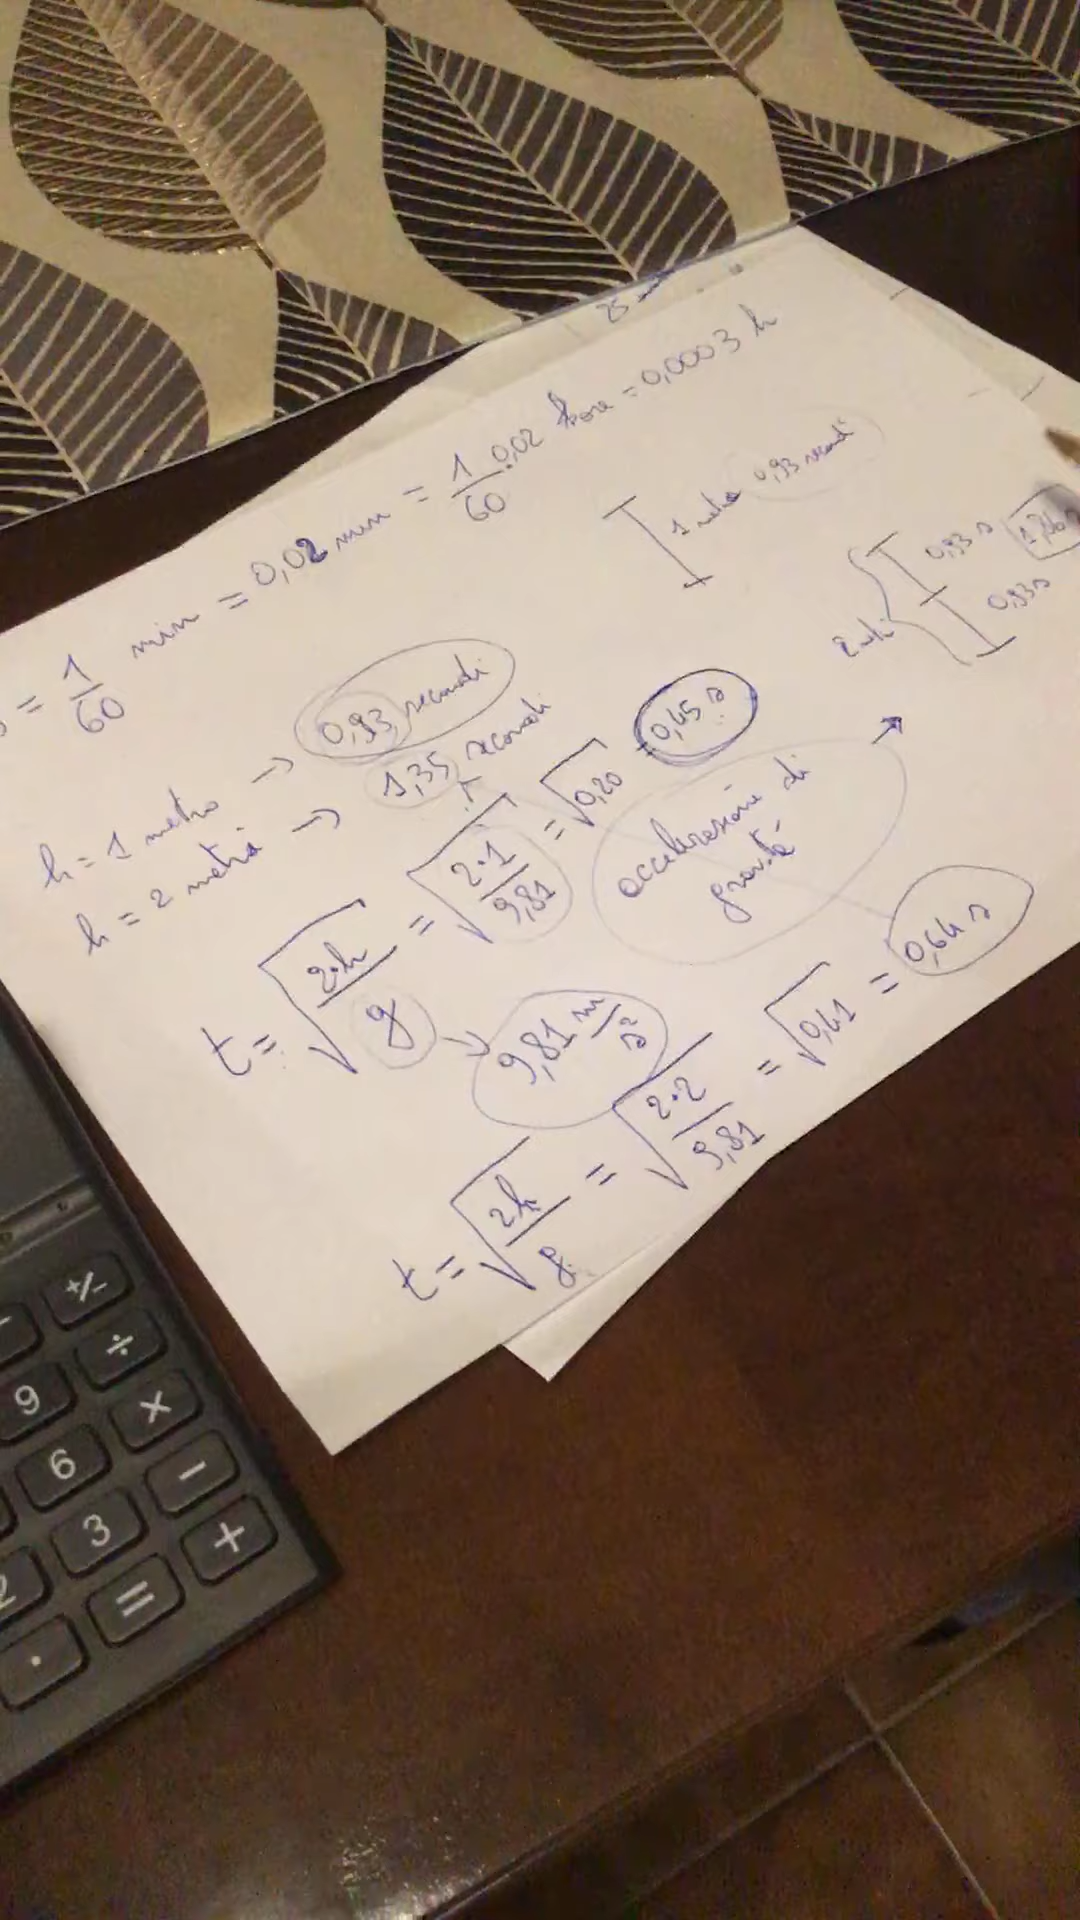 25
= 1/60 min = 0,02 min = 1/60 · 0,02 hore = 0,0003 h
1 metro 0,93 secondi
0,93 s
0,93 s
h = 1 metro → 0,93 secondi
h = 2 metri → 1,35 secondi
t = √(2·h/g) = √(2·1/9,81) = √0,20 = 0,45 s
accelerazione di
gravità
9,81 m/s²
t = √(2h/g) = √(2·2/9,81) = √0,41 = 0,64 s
+/-
÷
9 ×
6 −
3 +
2 =
.